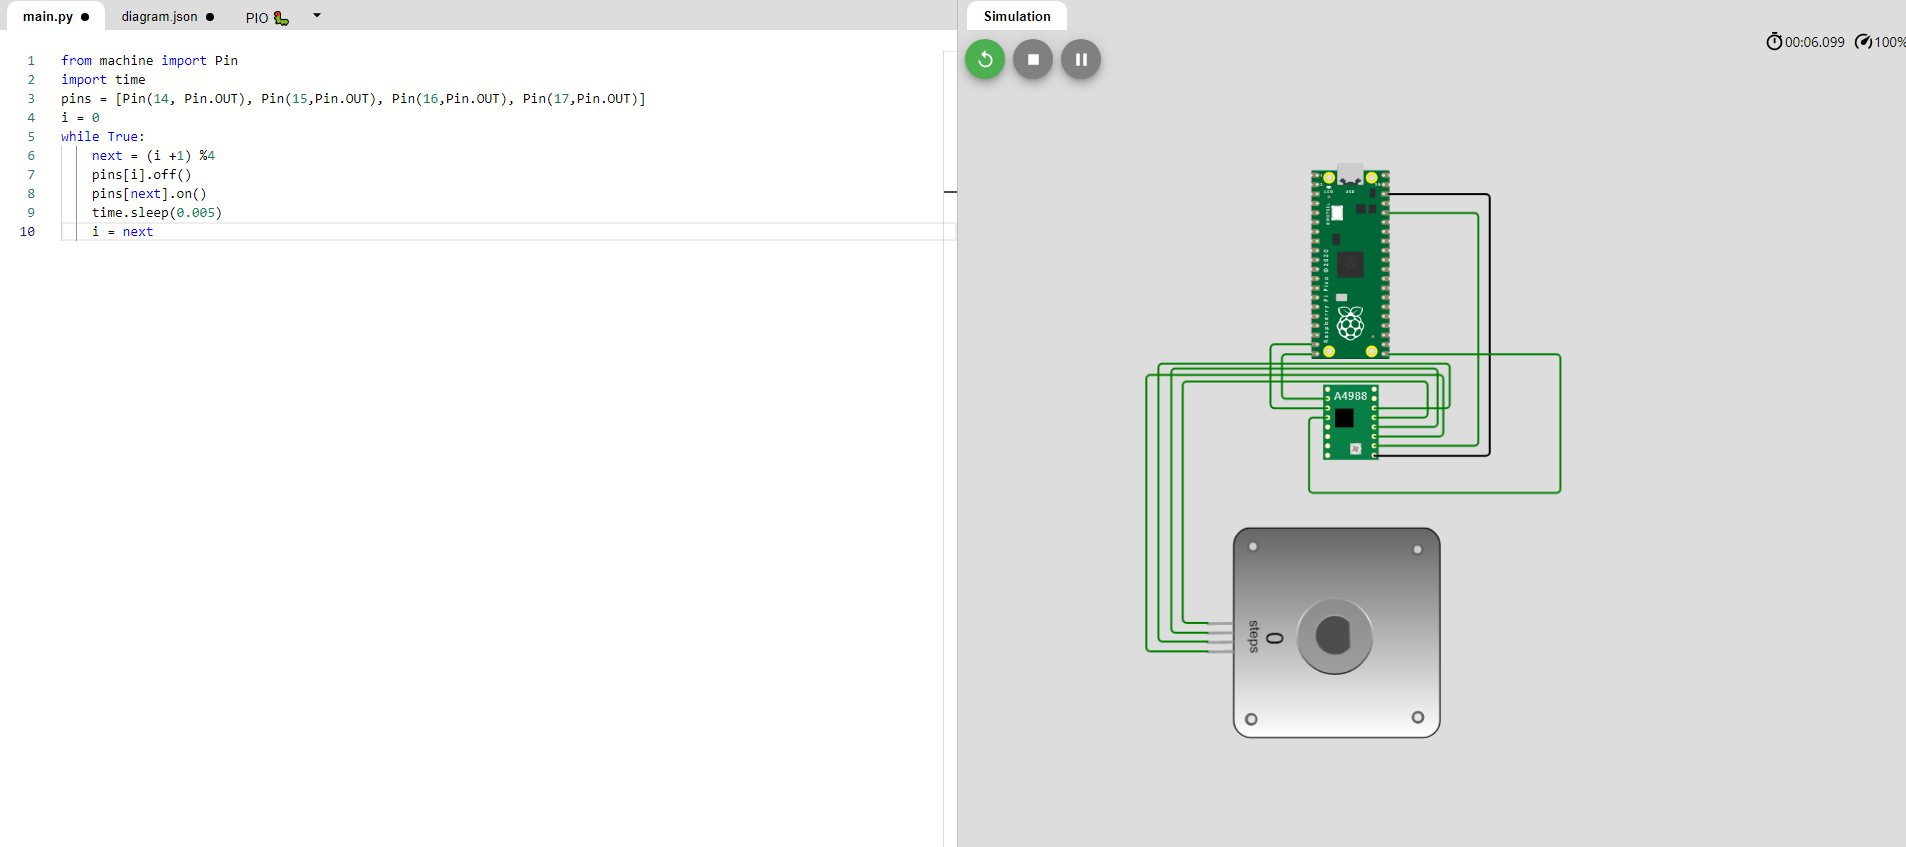 main.py
diagram.json
PIO
1 from machine import Pin
2 import time
3 pins = [Pin(14, Pin.OUT), Pin(15,Pin.OUT), Pin(16,Pin.OUT), Pin(17,Pin.OUT)]
4 i = 0
5 while True:
6 next = (i +1) %4
7 pins[i].off()
8 pins[next].on()
9 time.sleep(0.005)
10 i = next
Simulation
00:06.099
100%
LED
USB
BOOTSEL
Raspberry Pi Pico ©2020
A4988
steps
0